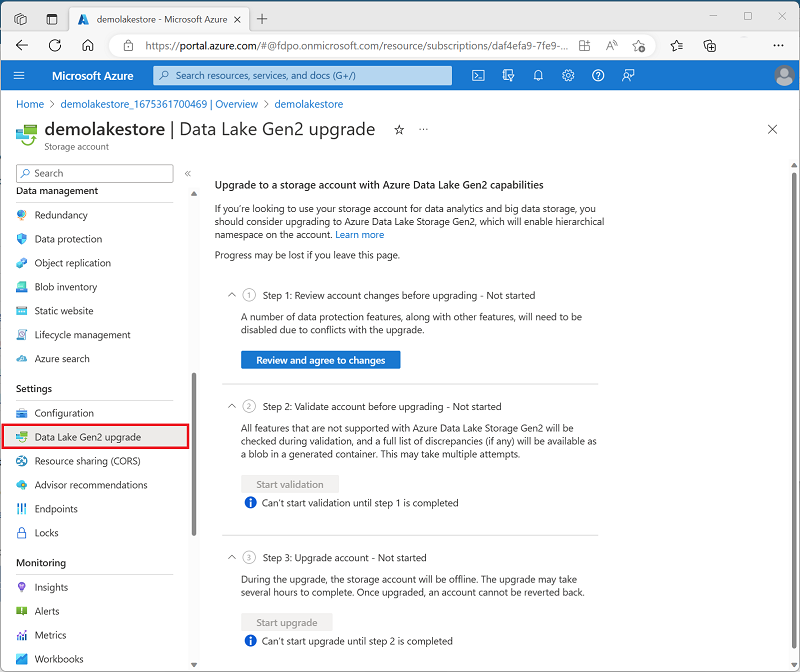 demolakestore - Microsoft Azure
https://portal.azure.com/#@fdpo.onmicrosoft.com/resource/subscriptions/daf4efa9-7fe9-...
Microsoft Azure
Search resources, services, and docs (G+/)
Home > demolakestore_1675361700469 | Overview > demolakestore
demolakestore | Data Lake Gen2 upgrade
Storage account
Search
Data management
Redundancy
Data protection
Object replication
Blob inventory
Static website
Lifecycle management
Azure search
Settings
Configuration
Data Lake Gen2 upgrade
Resource sharing (CORS)
Advisor recommendations
Endpoints
Locks
Monitoring
Insights
Alerts
Metrics
Workbooks
Upgrade to a storage account with Azure Data Lake Gen2 capabilities
If you're looking to use your storage account for data analytics and big data storage, you
should consider upgrading to Azure Data Lake Storage Gen2, which will enable hierarchical
namespace on the account. Learn more
Progress may be lost if you leave this page.
1 Step 1: Review account changes before upgrading - Not started
A number of data protection features, along with other features, will need to be
disabled due to conflicts with the upgrade.
Review and agree to changes
2 Step 2: Validate account before upgrading - Not started
All features that are not supported with Azure Data Lake Storage Gen2 will be
checked during validation, and a full list of discrepancies (if any) will be available as
a blob in a generated container. This may take multiple attempts.
Start validation
Can't start validation until step 1 is completed
3 Step 3: Upgrade account - Not started
During the upgrade, the storage account will be offline. The upgrade may take
several hours to complete. Once upgraded, an account cannot be reverted back.
Start upgrade
Can't start upgrade until step 2 is completed